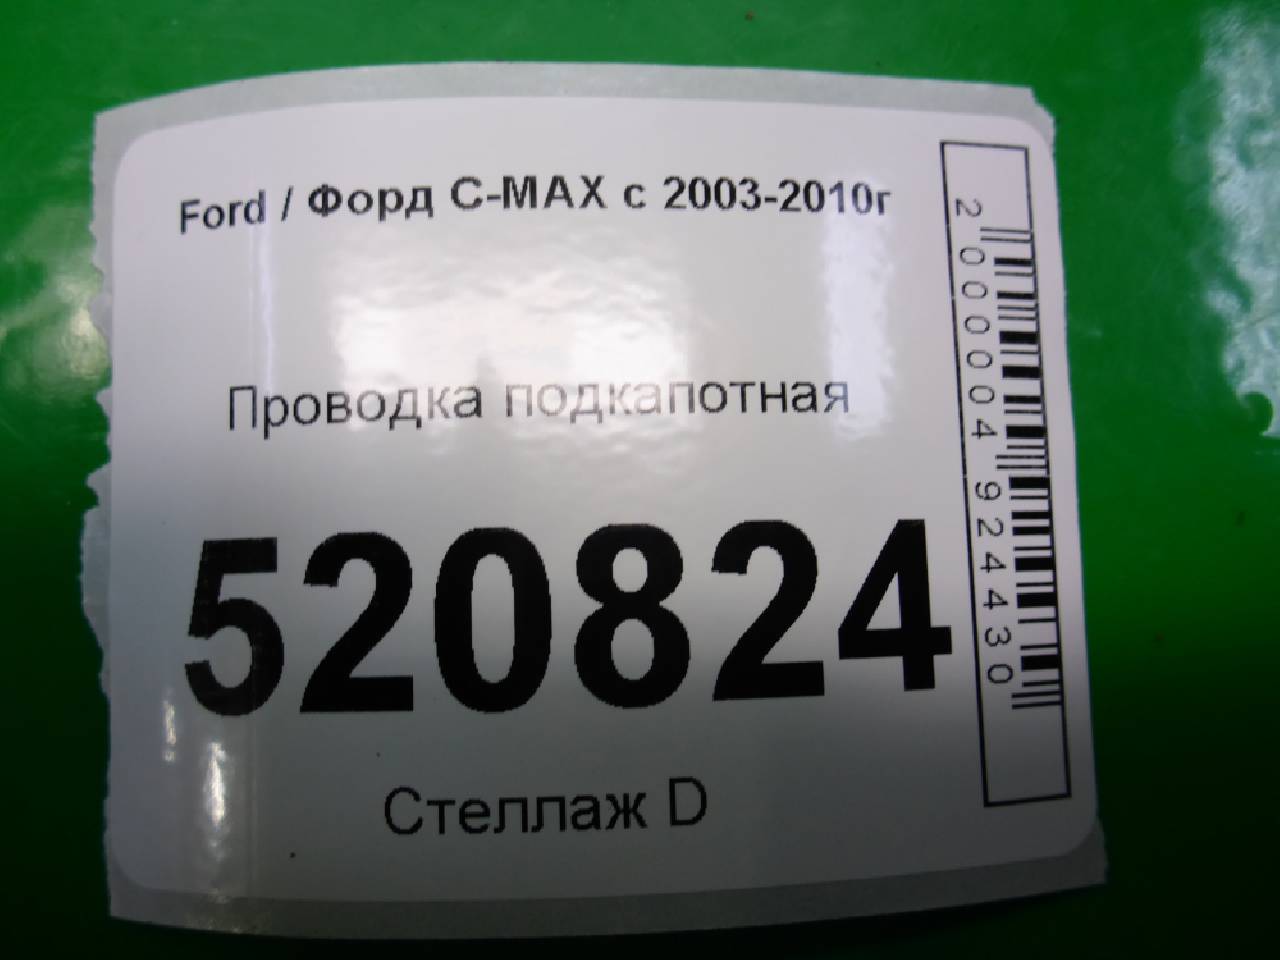 Ford / Форд C-MAX с 2003-2010г
Проводка подкапотная
520824
Стеллаж D
2000004924430